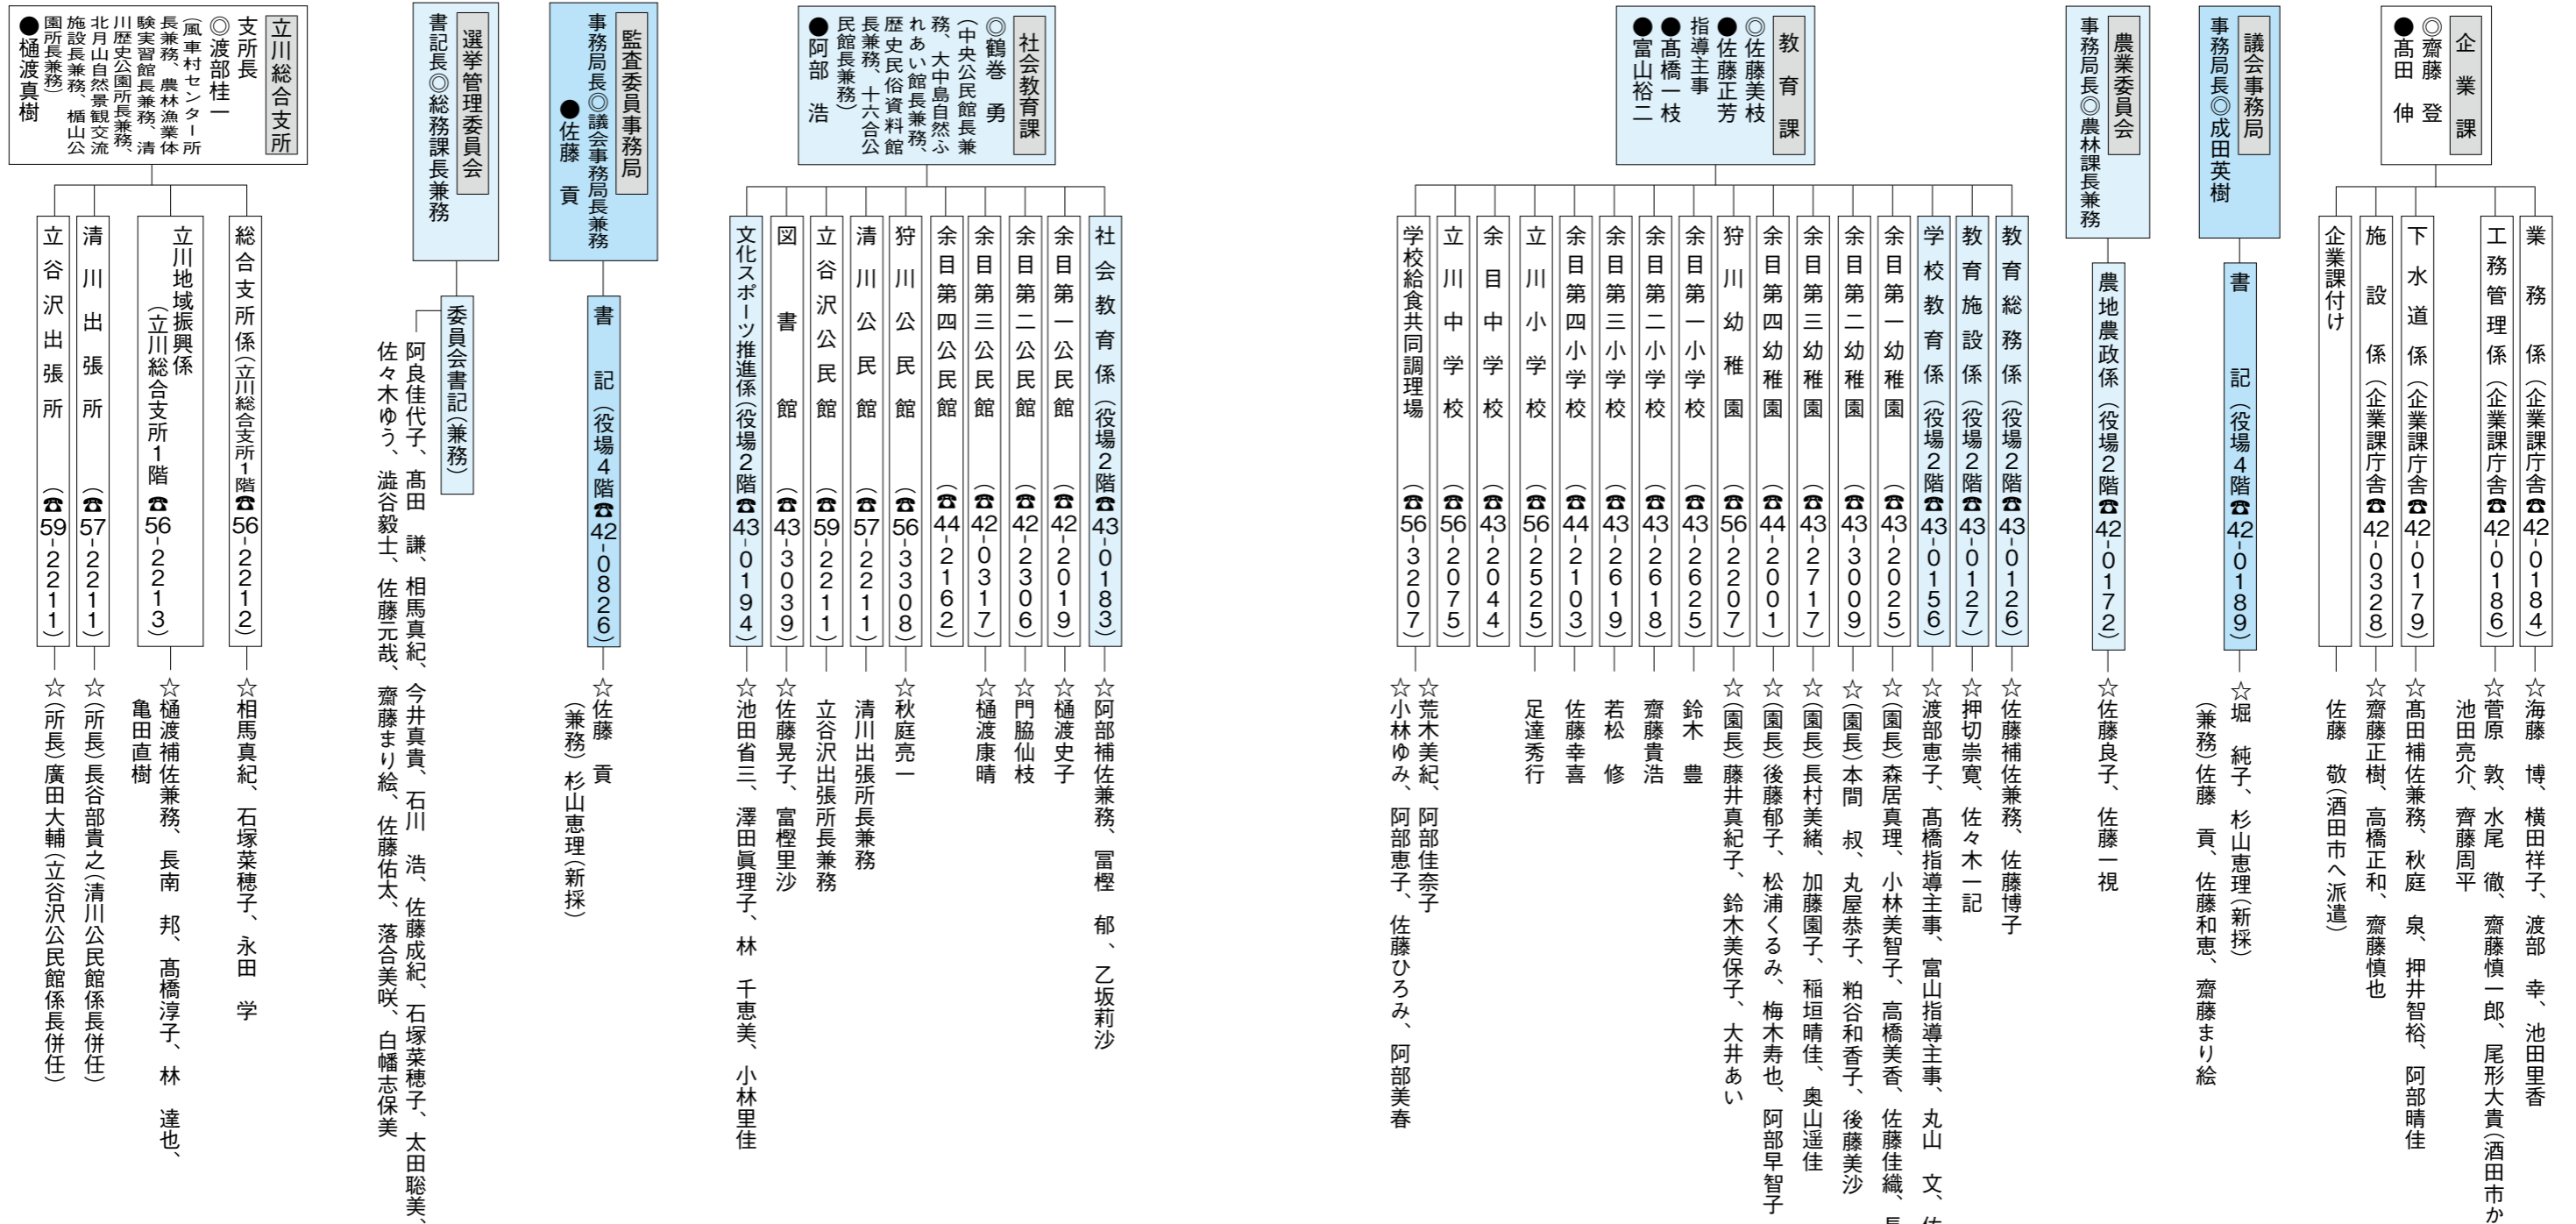 企業課
◎齋藤　登
●髙田　伸
業務係（企業課庁舎☎42-0184）
☆海藤　博、横田祥子、渡部　幸、池田里香
工務管理係（企業課庁舎☎42-0186）
☆菅原　敦、水尾　徹、齋藤慎一郎、尾形大貴（酒田市か
池田亮介、齊藤周平
下水道係（企業課庁舎☎42-0179）
☆髙田補佐兼務、秋庭　泉、押井智裕、阿部晴佳
施設係（企業課庁舎☎42-0328）
☆齋藤正樹、高橋正和、齋藤慎也
企業課付け
佐藤　敬（酒田市へ派遣）
議会事務局
事務局長◎成田英樹
書記（役場4階☎42-0189）
☆堀　純子、杉山恵理（新採）
（兼務）佐藤　貢、佐藤和恵、齋藤まり絵
農業委員会
事務局長◎農林課長兼務
農地農政係（役場2階☎42-0172）
☆佐藤良子、佐藤一視
教育課
◎佐藤美枝
●佐藤正芳
指導主事
●髙橋一枝
●富山裕二
教育総務係（役場2階☎43-0126）
☆佐藤補佐兼務、佐藤博子
教育施設係（役場2階☎43-0127）
☆押切崇寛、佐々木一記
学校教育係（役場2階☎43-0156）
☆渡部恵子、髙橋指導主事、富山指導主事、丸山　文、佐
余目第一幼稚園（☎43-2025）
☆（園長）森居真理、小林美智子、高橋美香、佐藤佳織、長
余目第二幼稚園（☎43-3009）
☆（園長）本間　叔、丸屋恭子、粕谷和香子、後藤美沙
余目第三幼稚園（☎43-2717）
☆（園長）長村美緒、加藤園子、稲垣晴佳、奥山遥佳
余目第四幼稚園（☎44-2001）
☆（園長）後藤郁子、松浦くるみ、梅木寿也、阿部早智子
狩川幼稚園（☎56-2207）
☆（園長）藤井真紀子、鈴木美保子、大井あい
余目第一小学校（☎43-2625）
鈴木　豊
余目第二小学校（☎43-2618）
齋藤貴浩
余目第三小学校（☎43-2619）
若松　修
余目第四小学校（☎44-2103）
佐藤幸喜
立川小学校（☎56-2525）
足達秀行
余目中学校（☎43-2044）
立川中学校（☎56-2075）
学校給食共同調理場（☎56-3207）
☆荒木美紀、阿部佳奈子
☆小林ゆみ、阿部恵子、佐藤ひろみ、阿部美春
社会教育課
◎鶴巻　勇
（中央公民館長兼
務、大中島自然ふ
れあい館長兼務、
歴史民俗資料館
長兼務、十六合公
民館長兼務）
●阿部　浩
社会教育係（役場2階☎43-0183）
☆阿部補佐兼務、冨樫　郁、乙坂莉沙
余目第一公民館（☎42-2019）
☆樋渡史子
余目第二公民館（☎42-2306）
☆門脇仙枝
余目第三公民館（☎42-0317）
☆樋渡康晴
余目第四公民館（☎44-2162）
狩川公民館（☎56-3308）
☆秋庭亮一
清川公民館（☎57-2211）
清川出張所長兼務
立谷沢公民館（☎59-2211）
立谷沢出張所長兼務
図書館（☎43-3039）
☆佐藤晃子、富樫里沙
文化スポーツ推進係（役場2階☎43-0194）
☆池田省三、澤田眞理子、林　千恵美、小林里佳
監査委員事務局
事務局長◎議会事務局長兼務
●佐藤　貢
書記（役場4階☎42-0826）
☆佐藤　貢
（兼務）杉山恵理（新採）
選挙管理委員会
書記長◎総務課長兼務
委員会書記（兼務）
阿良佳代子、髙田　謙、相馬真紀、今井真貴、石川　浩、佐藤成紀、石塚菜穂子、太田聡美、
佐々木ゆう、澁谷毅士、佐藤元哉、齋藤まり絵、佐藤佑太、落合美咲、白幡志保美
立川総合支所
支所長
◎渡部桂一
（風車村センター所
長兼務、農林漁業体
験実習館長兼務、清
川歴史公園所長兼務、
北月山自然景観交流
施設長兼務、楯山公
園所長兼務）
●樋渡真樹
総合支所係（立川総合支所1階☎56-2212）
☆相馬真紀、石塚菜穂子、永田　学
立川地域振興係
（立川総合支所1階☎56-2213）
☆樋渡補佐兼務、長南　邦、髙橋淳子、林　達也、
亀田直樹
清川出張所（☎57-2211）
☆（所長）長谷部貴之（清川公民館係長併任）
立谷沢出張所（☎59-2211）
☆（所長）廣田大輔（立谷沢公民館係長併任）